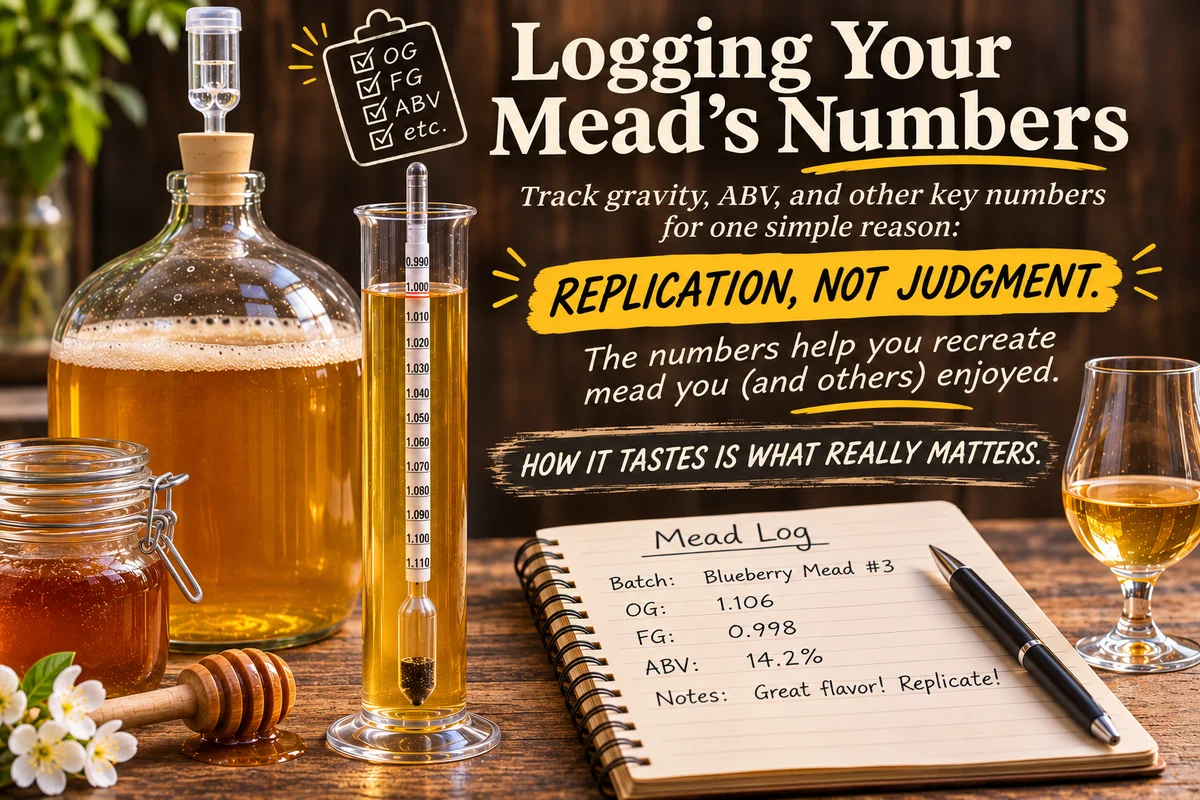 OG
FG
ABV
etc.
Logging Your
Mead's Numbers
Track gravity, ABV, and other key numbers
for one simple reason:
REPLICATION, NOT JUDGMENT.
The numbers help you recreate
mead you (and others) enjoyed.
HOW IT TASTES IS WHAT REALLY MATTERS.
0.990
1.000
1.010
1.020
1.030
1.040
1.050
1.060
1.070
1.080
1.090
1.100
1.110
Mead Log
Batch: Blueberry Mead #3
OG: 1.106
FG: 0.998
ABV: 14.2%
Notes: Great flavor! Replicate!